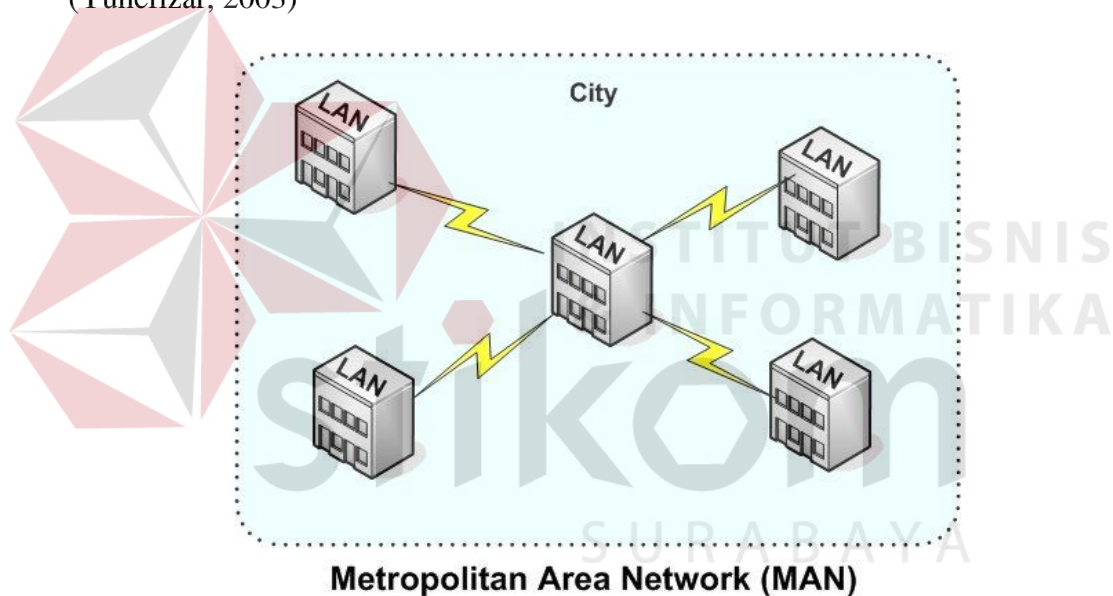 City
LAN
LAN
LAN
LAN
LAN
INSTITUT BISNIS
INFORMATIKA
stikom
SURABAYA
Metropolitan Area Network (MAN)